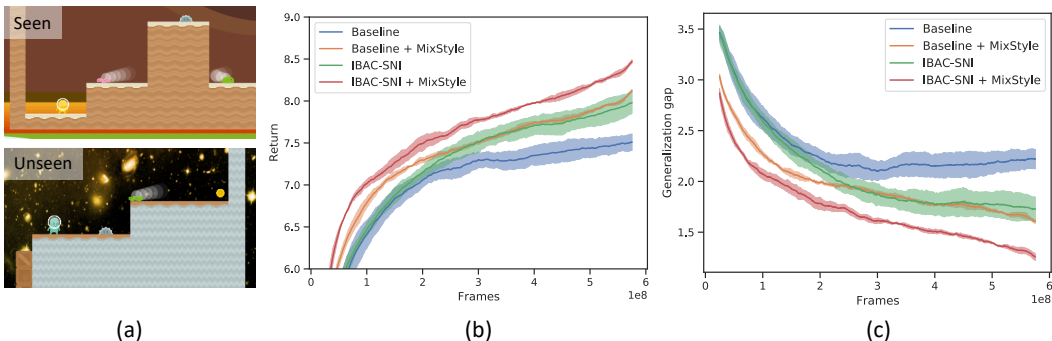 Seen
Unseen
(a)
9.0
8.5
8.0
7.5
7.0
6.5
6.0
Return
Baseline
Baseline + MixStyle
IBAC-SNI
IBAC-SNI + MixStyle
0 1 2 3 4 5 6
Frames
1e8
(b)
3.5
3.0
2.5
2.0
1.5
Generalization gap
Baseline
Baseline + MixStyle
IBAC-SNI
IBAC-SNI + MixStyle
0 1 2 3 4 5 6
Frames
1e8
(c)